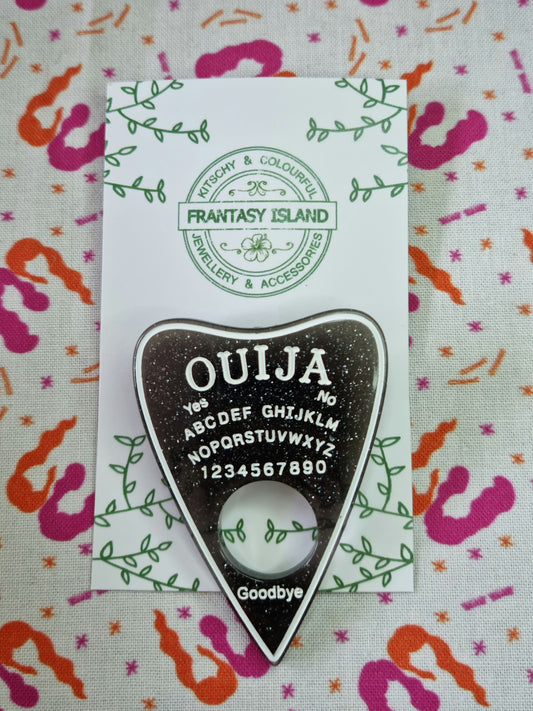 KITSCHY & COLOURFUL
FRANTASY ISLAND
JEWELLERY & ACCESSORIES
OUIJA
Yes No
ABCDEF GHIJKLM
NOPQRSTUVWXYZ
1234567890
Goodbye